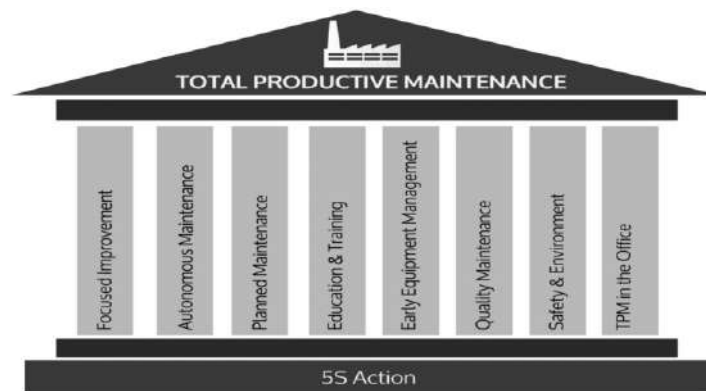 TOTAL PRODUCTIVE MAINTENANCE
Focused Improvement
Autonomous Maintenance
Planned Maintenance
Education & Training
Early Equipment Management
Quality Maintenance
Safety & Environment
TPM in the Office
5S Action